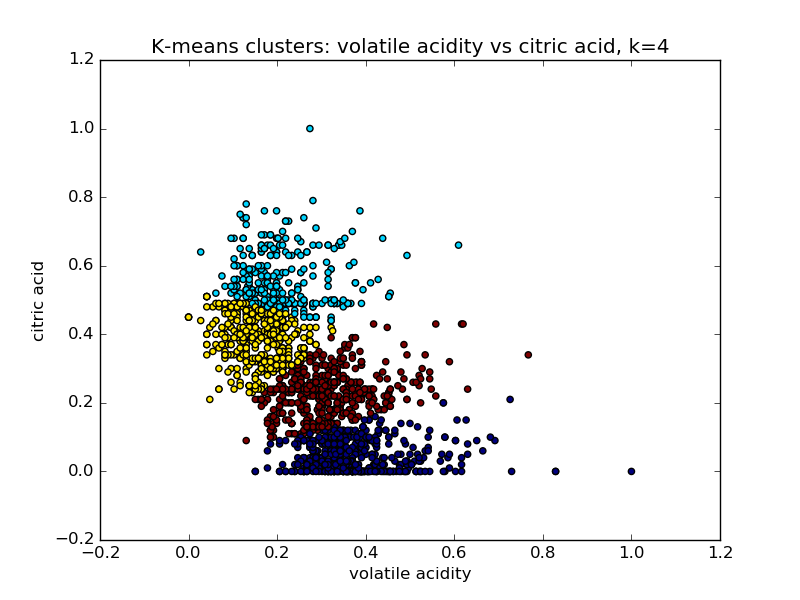 K-means clusters: volatile acidity vs citric acid, k=4
1.2
1.0
0.8
0.6
0.4
0.2
0.0
−0.2
citric acid
−0.2 0.0 0.2 0.4 0.6 0.8 1.0 1.2
volatile acidity